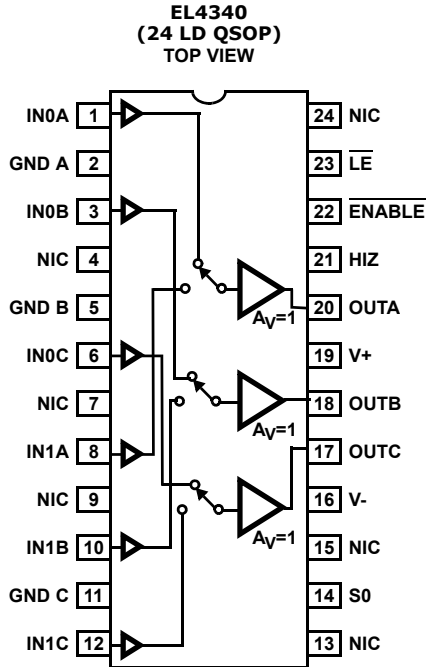 EL4340
(24 LD QSOP)
TOP VIEW
IN0A 1 24 NIC
GND A 2 23 LE
IN0B 3 22 ENABLE
NIC 4 21 HIZ
GND B 5 20 OUTA
AV=1
IN0C 6 19 V+
NIC 7 18 OUTB
AV=1
IN1A 8 17 OUTC
NIC 9 16 V-
IN1B 10 15 NIC
AV=1
GND C 11 14 S0
IN1C 12 13 NIC